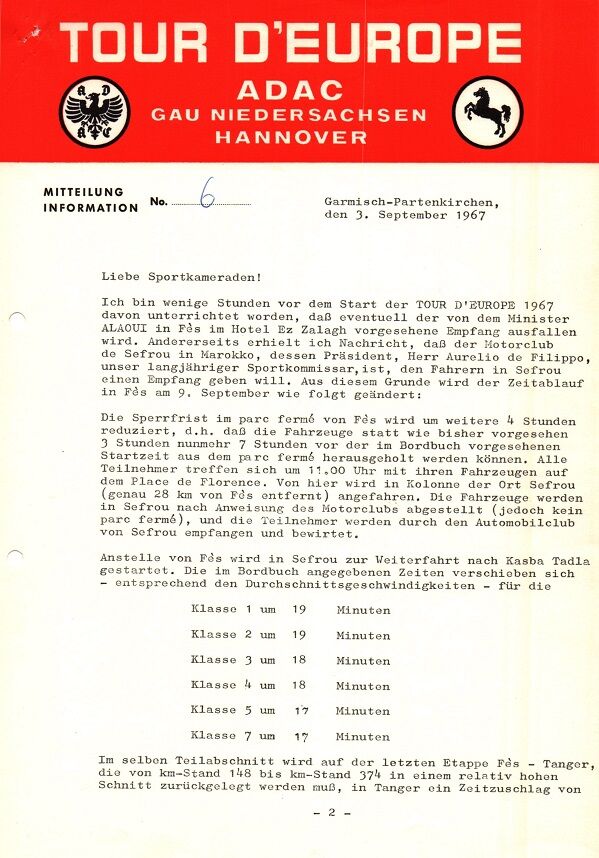 TOUR D'EUROPE
ADAC
GAU NIEDERSACHSEN
HANNOVER
A D
A C
MITTEILUNG
INFORMATION No. 6
Garmisch-Partenkirchen,
den 3. September 1967
Liebe Sportkameraden!
Ich bin wenige Stunden vor dem Start der TOUR D'EUROPE 1967
davon unterrichtet worden, daß eventuell der von dem Minister
ALAOUI in Fès im Hotel Ez Zalagh vorgesehene Empfang ausfallen
wird. Andererseits erhielt ich Nachricht, daß der Motorclub
de Sefrou in Marokko, dessen Präsident, Herr Aurelio de Filippo,
unser langjähriger Sportkommissar,ist, den Fahrern in Sefrou
einen Empfang geben will. Aus diesem Grunde wird der Zeitablauf
in Fès am 9. September wie folgt geändert:
Die Sperrfrist im parc fermé von Fès wird um weitere 4 Stunden
reduziert, d.h. daß die Fahrzeuge statt wie bisher vorgesehen
3 Stunden nunmehr 7 Stunden vor der im Bordbuch vorgesehenen
Startzeit aus dem parc fermé herausgeholt werden können. Alle
Teilnehmer treffen sich um 11.00 Uhr mit ihren Fahrzeugen auf
dem Place de Florence. Von hier wird in Kolonne der Ort Sefrou
(genau 28 km von Fès entfernt) angefahren. Die Fahrzeuge werden
in Sefrou nach Anweisung des Motorclubs abgestellt (jedoch kein
parc fermé), und die Teilnehmer werden durch den Automobilclub
von Sefrou empfangen und bewirtet.
Anstelle von Fès wird in Sefrou zur Weiterfahrt nach Kasba Tadla
gestartet. Die im Bordbuch angegebenen Zeiten verschieben sich
- entsprechend den Durchschnittsgeschwindigkeiten - für die
Klasse 1 um 19 Minuten
Klasse 2 um 19 Minuten
Klasse 3 um 18 Minuten
Klasse 4 um 18 Minuten
Klasse 5 um 17 Minuten
Klasse 7 um 17 Minuten
Im selben Teilabschnitt wird auf der letzten Etappe Fès - Tanger,
die von km-Stand 148 bis km-Stand 374 in einem relativ hohen
Schnitt zurückgelegt werden muß, in Tanger ein Zeitzuschlag von
- 2 -